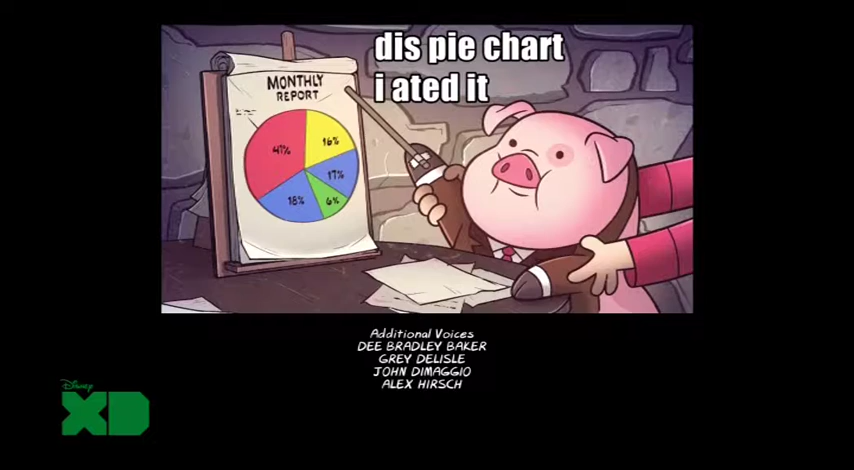 dis pie chart
i ated it
MONTHLY
REPORT
41%
16%
17%
18%
6%
Additional Voices
DEE BRADLEY BAKER
GREY DELISLE
JOHN DIMAGGIO
ALEX HIRSCH
Disney
XD